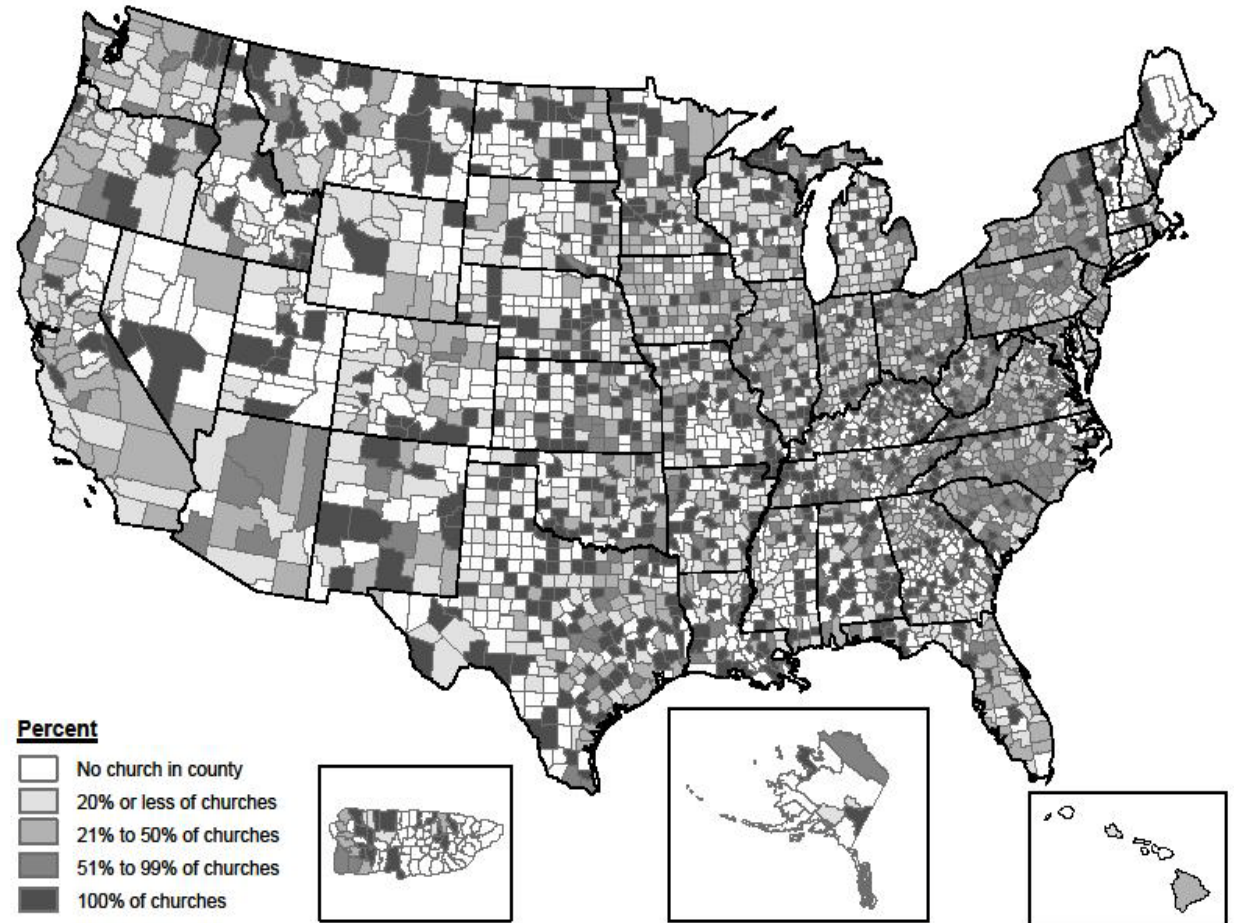 Percent
No church in county
20% or less of churches
21% to 50% of churches
51% to 99% of churches
100% of churches